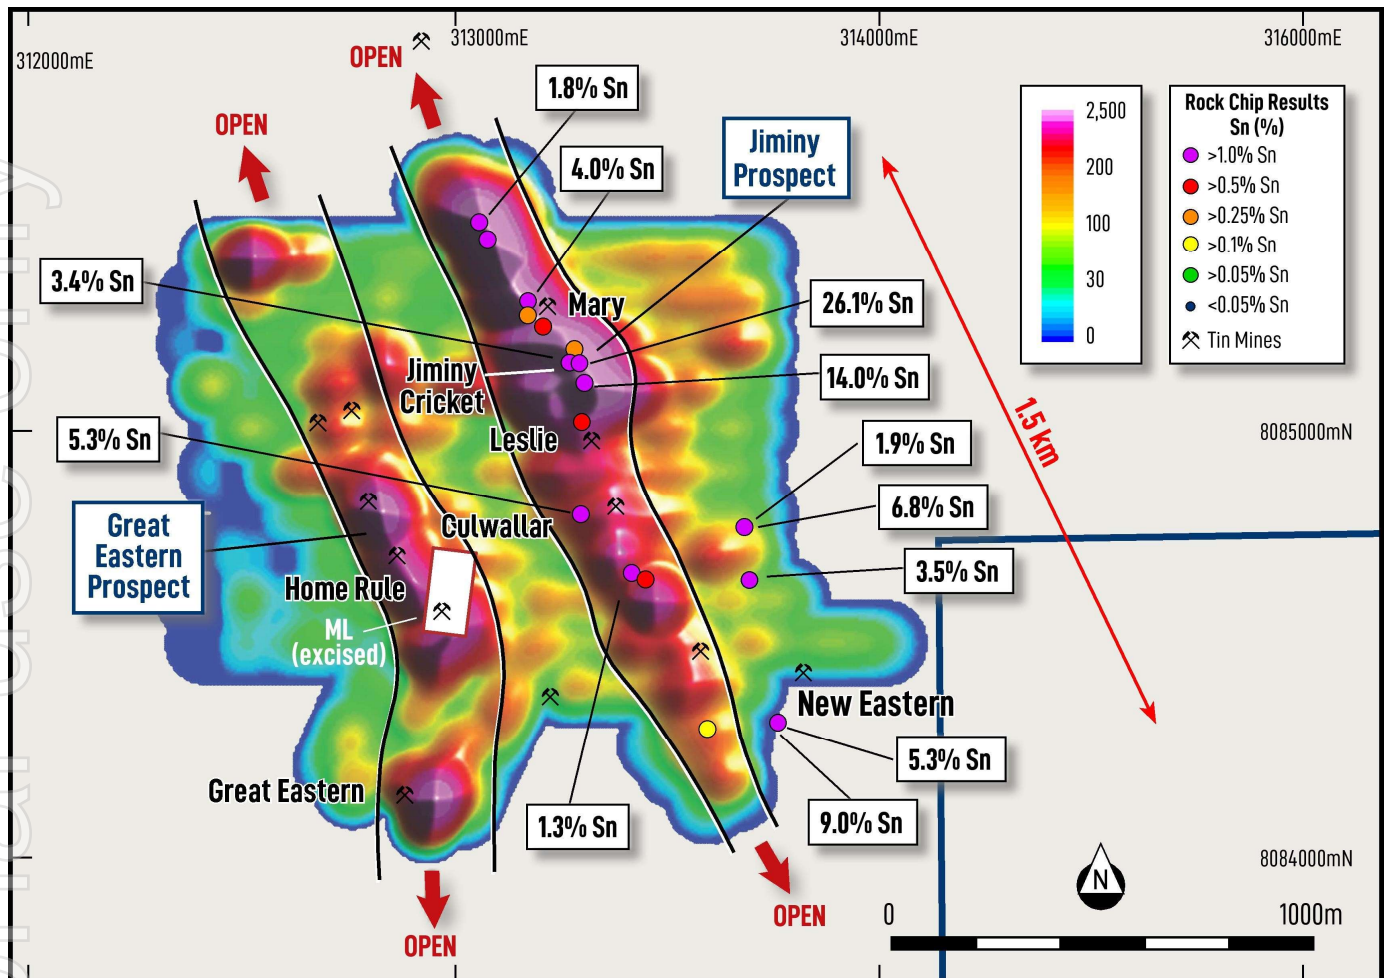 312000mE
313000mE
314000mE
316000mE
OPEN
OPEN
1.8% Sn
4.0% Sn
Jiminy
Prospect
2,500
200
100
30
0
Rock Chip Results
Sn (%)
>1.0% Sn
>0.5% Sn
>0.25% Sn
>0.1% Sn
>0.05% Sn
<0.05% Sn
Tin Mines
3.4% Sn
Mary
26.1% Sn
Jiminy
Cricket
14.0% Sn
1.5 km
5.3% Sn
Leslie
1.9% Sn
8085000mN
6.8% Sn
Great
Eastern
Prospect
Culwallar
3.5% Sn
Home Rule
ML
(excised)
New Eastern
5.3% Sn
Great Eastern
1.3% Sn
9.0% Sn
8084000mN
OPEN
OPEN
N
0
1000m